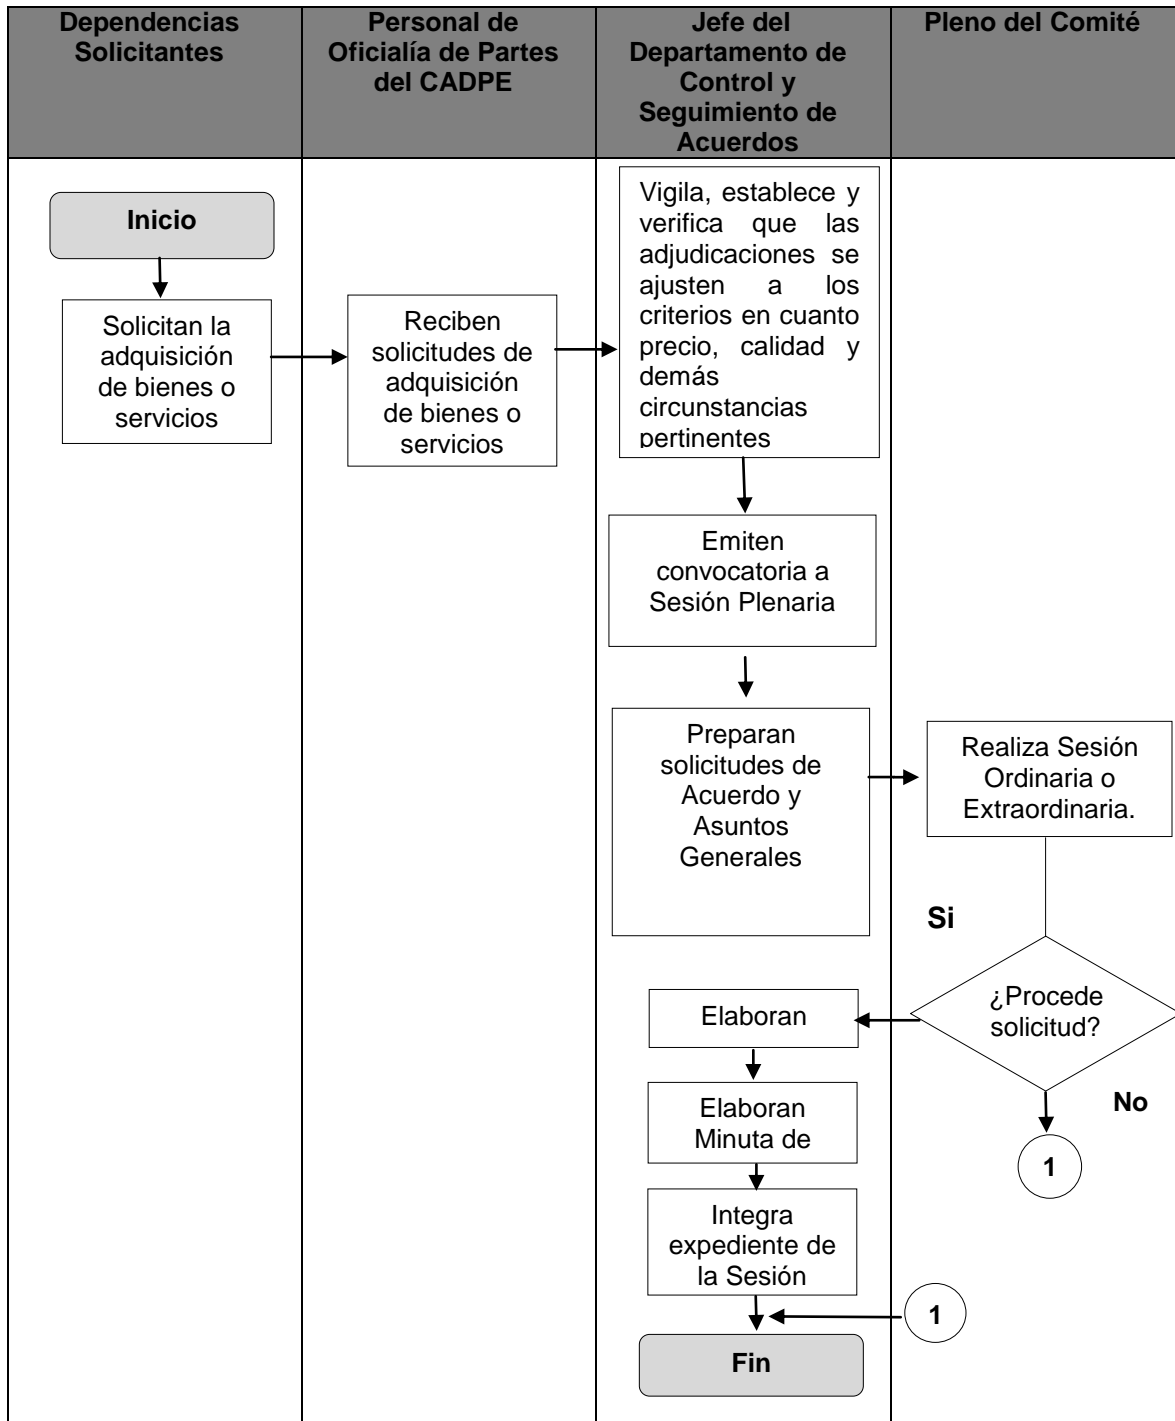 Dependencias
Solicitantes
Personal de
Oficialía de Partes
del CADPE
Jefe del
Departamento de
Control y
Seguimiento de
Acuerdos
Pleno del Comité
Inicio
Solicitan la
adquisición
de bienes o
servicios
Reciben
solicitudes de
adquisición
de bienes o
servicios
Vigila, establece y
verifica que las
adjudicaciones se
ajusten a los
criterios en cuanto
precio, calidad y
demás
circunstancias
pertinentes
Emiten
convocatoria a
Sesión Plenaria
Preparan
solicitudes de
Acuerdo y
Asuntos
Generales
Realiza Sesión
Ordinaria o
Extraordinaria.
Si
¿Procede
solicitud?
No
1
Elaboran
Elaboran
Minuta de
Integra
expediente de
la Sesión
1
Fin